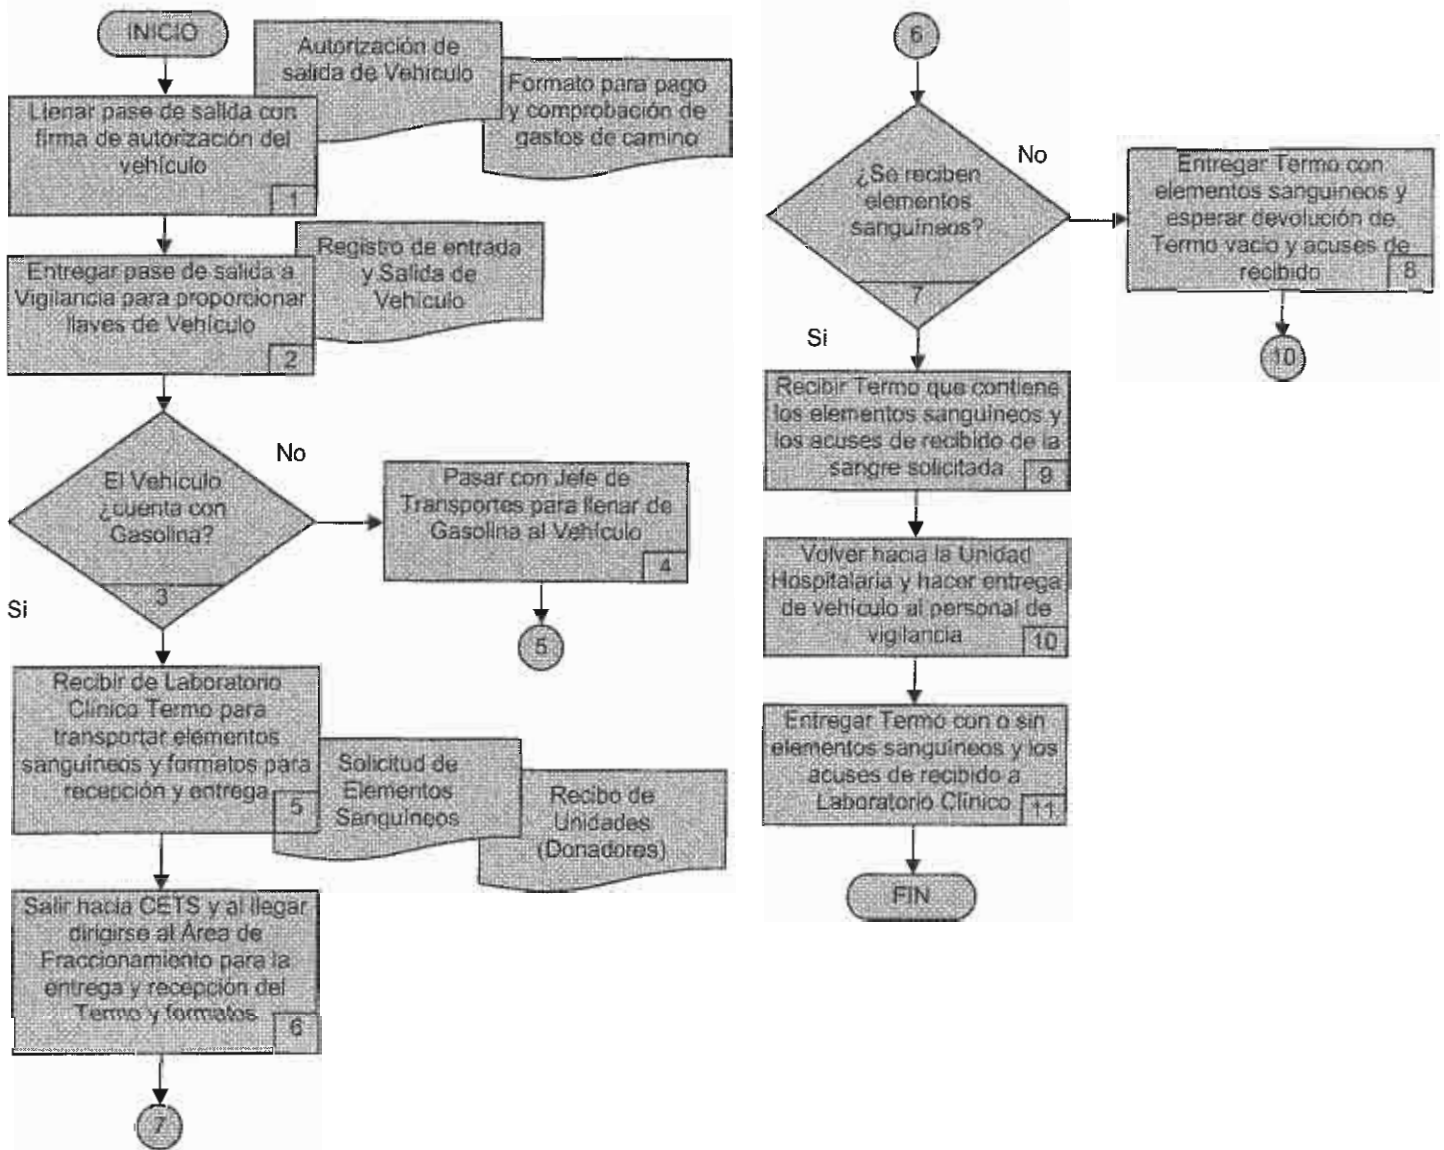 INICIO
Autorización de
salida de Vehículo
Formato para pago
y comprobación de
gastos de camino
Llenar pase de salida con
firma de autorización del
vehículo
1
Registro de entrada
y Salida de
Vehículo
Entregar pase de salida a
Vigilancia para proporcionar
llaves de Vehículo
2
El Vehículo
¿cuenta con
Gasolina?
3
No
Si
Pasar con Jefe de
Transportes para llenar de
Gasolina al Vehículo
4
5
Recibir de Laboratorio
Clínico Termo para
transportar elementos
sanguíneos y formatos para
recepción y entrega
5
Solicitud de
Elementos
Sanguíneos
Recibo de
Unidades
(Donadores)
Salir hacia CETS y al llegar
dirigirse al Área de
Fraccionamiento para la
entrega y recepción del
Termo y formatos
6
7
6
¿Se reciben
elementos
sanguíneos?
7
No
Si
Entregar Termo con
elementos sanguíneos y
esperar devolución de
Termo vacío y acuses de
recibido
8
10
Recibir Termo que contiene
los elementos sanguíneos y
los acuses de recibido de la
sangre solicitada
9
Volver hacia la Unidad
Hospitalaria y hacer entrega
de vehículo al personal de
vigilancia
10
Entregar Termo con o sin
elementos sanguíneos y los
acuses de recibido a
Laboratorio Clínico
11
FIN